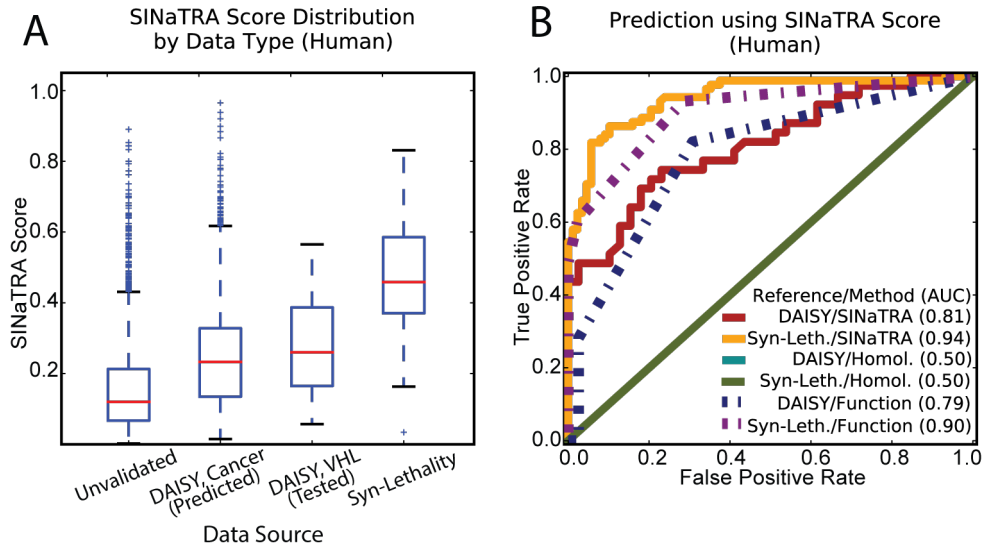 A
SINaTRA Score Distribution
by Data Type (Human)
SINaTRA Score
1.0
0.8
0.6
0.4
0.2
Unvalidated
DAISY, Cancer
(Predicted)
DAISY, VHL
(Tested)
Syn-Lethality
Data Source
B
Prediction using SINaTRA Score
(Human)
True Positive Rate
1.0
0.8
0.6
0.4
0.2
0.0
Reference/Method (AUC)
DAISY/SINaTRA (0.81)
Syn-Leth./SINaTRA (0.94)
DAISY/Homol. (0.50)
Syn-Leth./Homol. (0.50)
DAISY/Function (0.79)
Syn-Leth./Function (0.90)
0.0 0.2 0.4 0.6 0.8 1.0
False Positive Rate